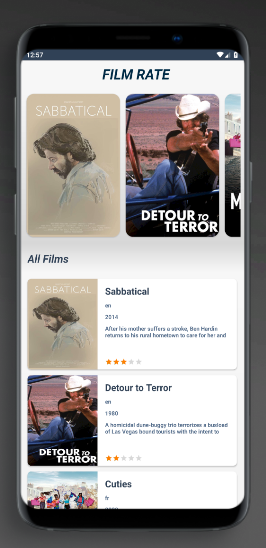 12:57
FILM RATE
SABBATICAL
DETOUR TO
TERROR
M
All Films
SABBATICAL
Sabbatical
en
2014
After his mother suffers a stroke, Ben Hardin
returns to his rural hometown to care for her and
DETOUR TO
TERROR
Detour to Terror
en
1980
A homicidal dune-buggy trio terrorizes a busload
of Las Vegas bound tourists with the intent to
Cuties
fr